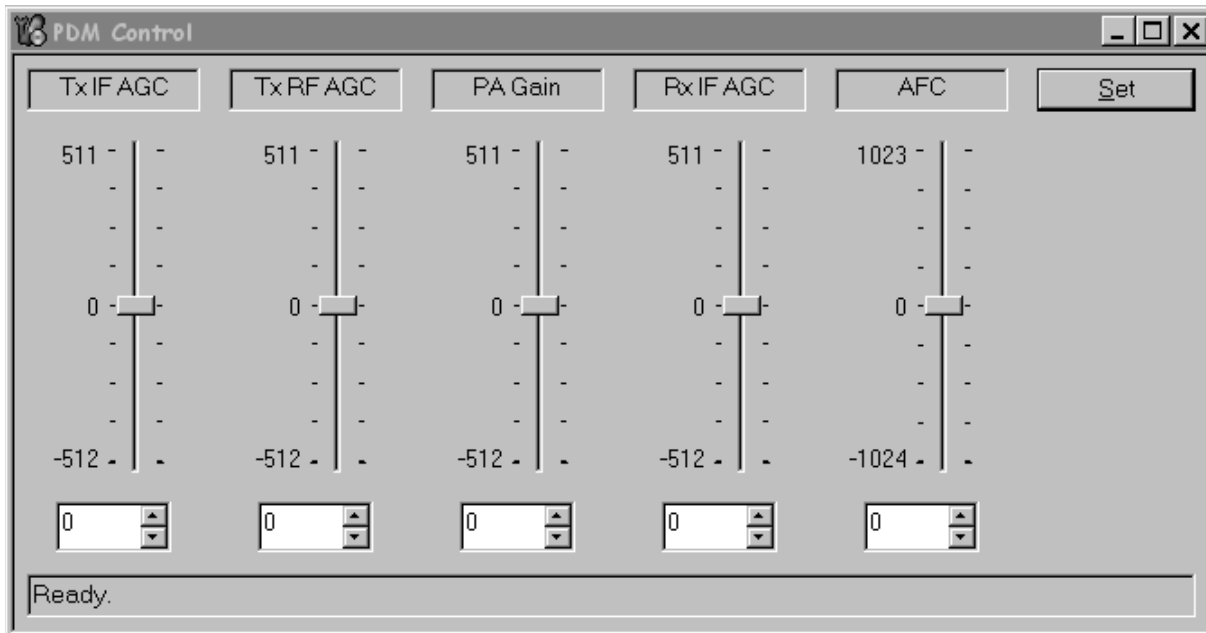 PDM Control
Tx IF AGC Tx RF AGC PA Gain Rx IF AGC AFC Set
511 511 511 511 1023
0 0 0 0 0
-512 -512 -512 -512 -1024
0 0 0 0 0
Ready.